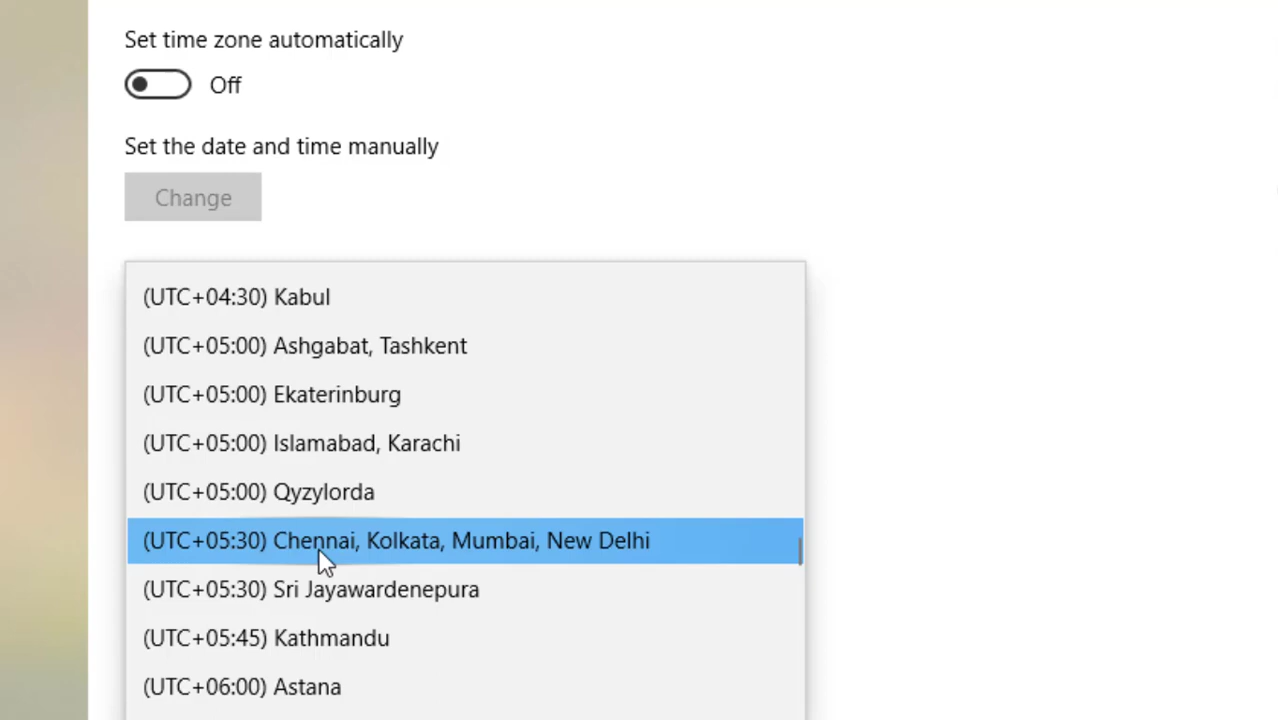 Set time zone automatically
Off
Set the date and time manually
Change
(UTC+04:30) Kabul
(UTC+05:00) Ashgabat, Tashkent
(UTC+05:00) Ekaterinburg
(UTC+05:00) Islamabad, Karachi
(UTC+05:00) Qyzylorda
(UTC+05:30) Chennai, Kolkata, Mumbai, New Delhi
(UTC+05:30) Sri Jayawardenepura
(UTC+05:45) Kathmandu
(UTC+06:00) Astana